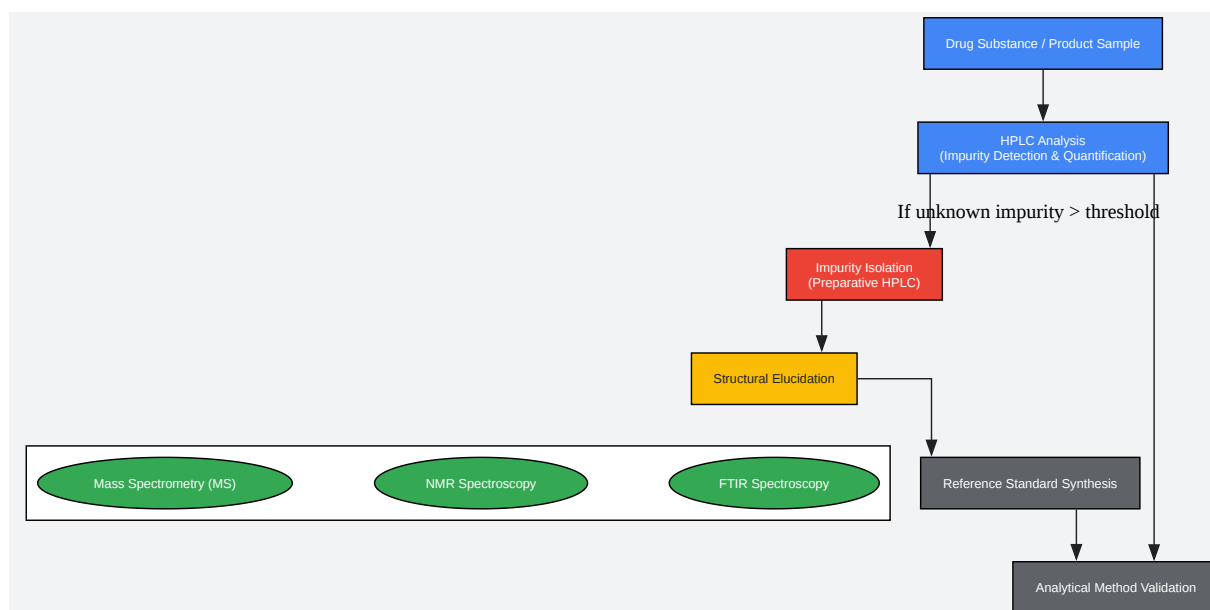 Drug Substance / Product Sample
HPLC Analysis
(Impurity Detection & Quantification)
If unknown impurity > threshold
Impurity Isolation
(Preparative HPLC)
Structural Elucidation
Mass Spectrometry (MS)
NMR Spectroscopy
FTIR Spectroscopy
Reference Standard Synthesis
Analytical Method Validation